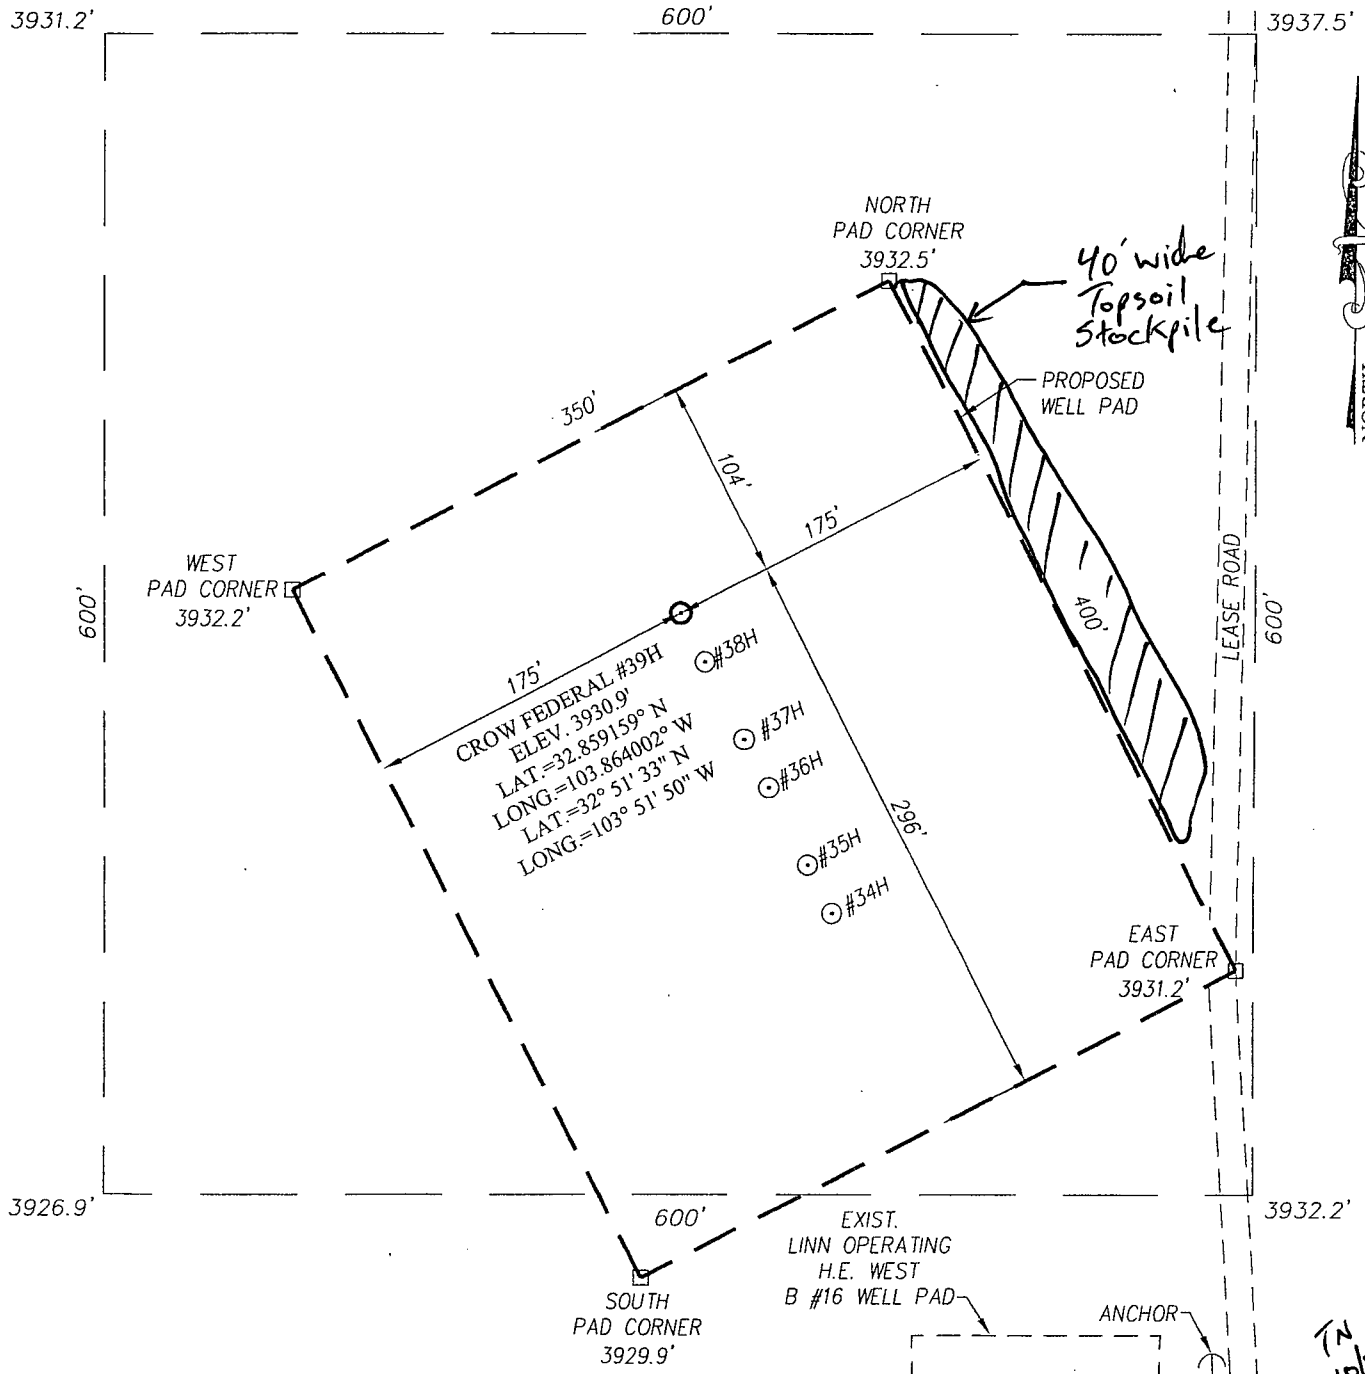 3931.2'
600'
3937.5'
NORTH
PAD CORNER
3932.5'
40' wide
Topsoil
Stockpile
PROPOSED
WELL PAD
350'
104'
175'
WEST
PAD CORNER
3932.2'
600'
400'
LEASE ROAD
600'
175'
CROW FEDERAL #39H
ELEV. 3930.9'
LAT.=32.859159° N
LONG.=103.864002° W
LAT.=32° 51' 33" N
LONG.=103° 51' 50" W
#38H
#37H
#36H
#35H
#34H
296'
EAST
PAD CORNER
3931.2'
3926.9'
600'
3932.2'
SOUTH
PAD CORNER
3929.9'
EXIST.
LINN OPERATING
H.E. WEST
B #16 WELL PAD
ANCHOR